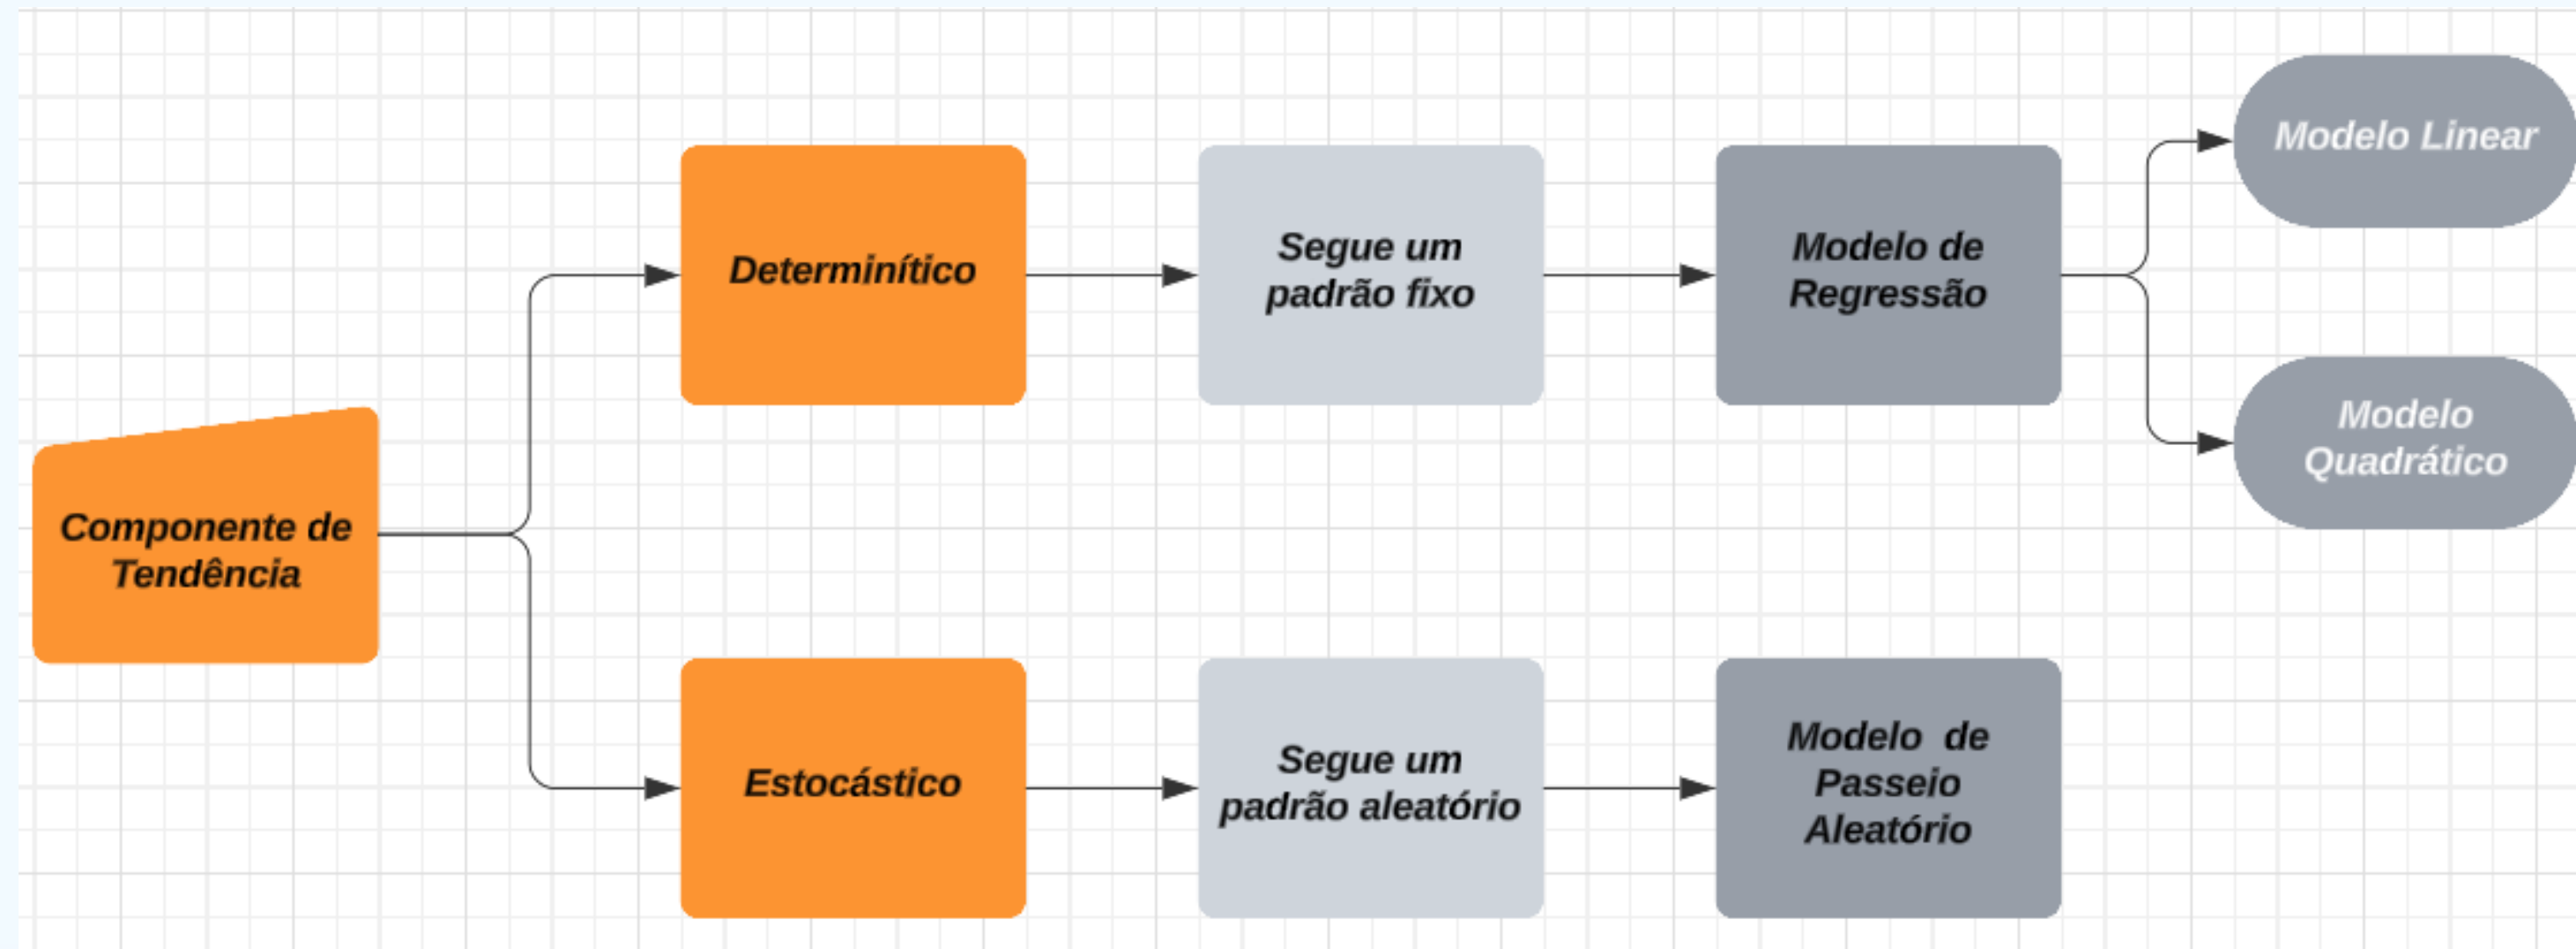 Componente de
Tendência
Determinítico
Segue um
padrão fixo
Modelo de
Regressão
Modelo Linear
Modelo
Quadrático
Estocástico
Segue um
padrão aleatório
Modelo  de
Passeio
Aleatório